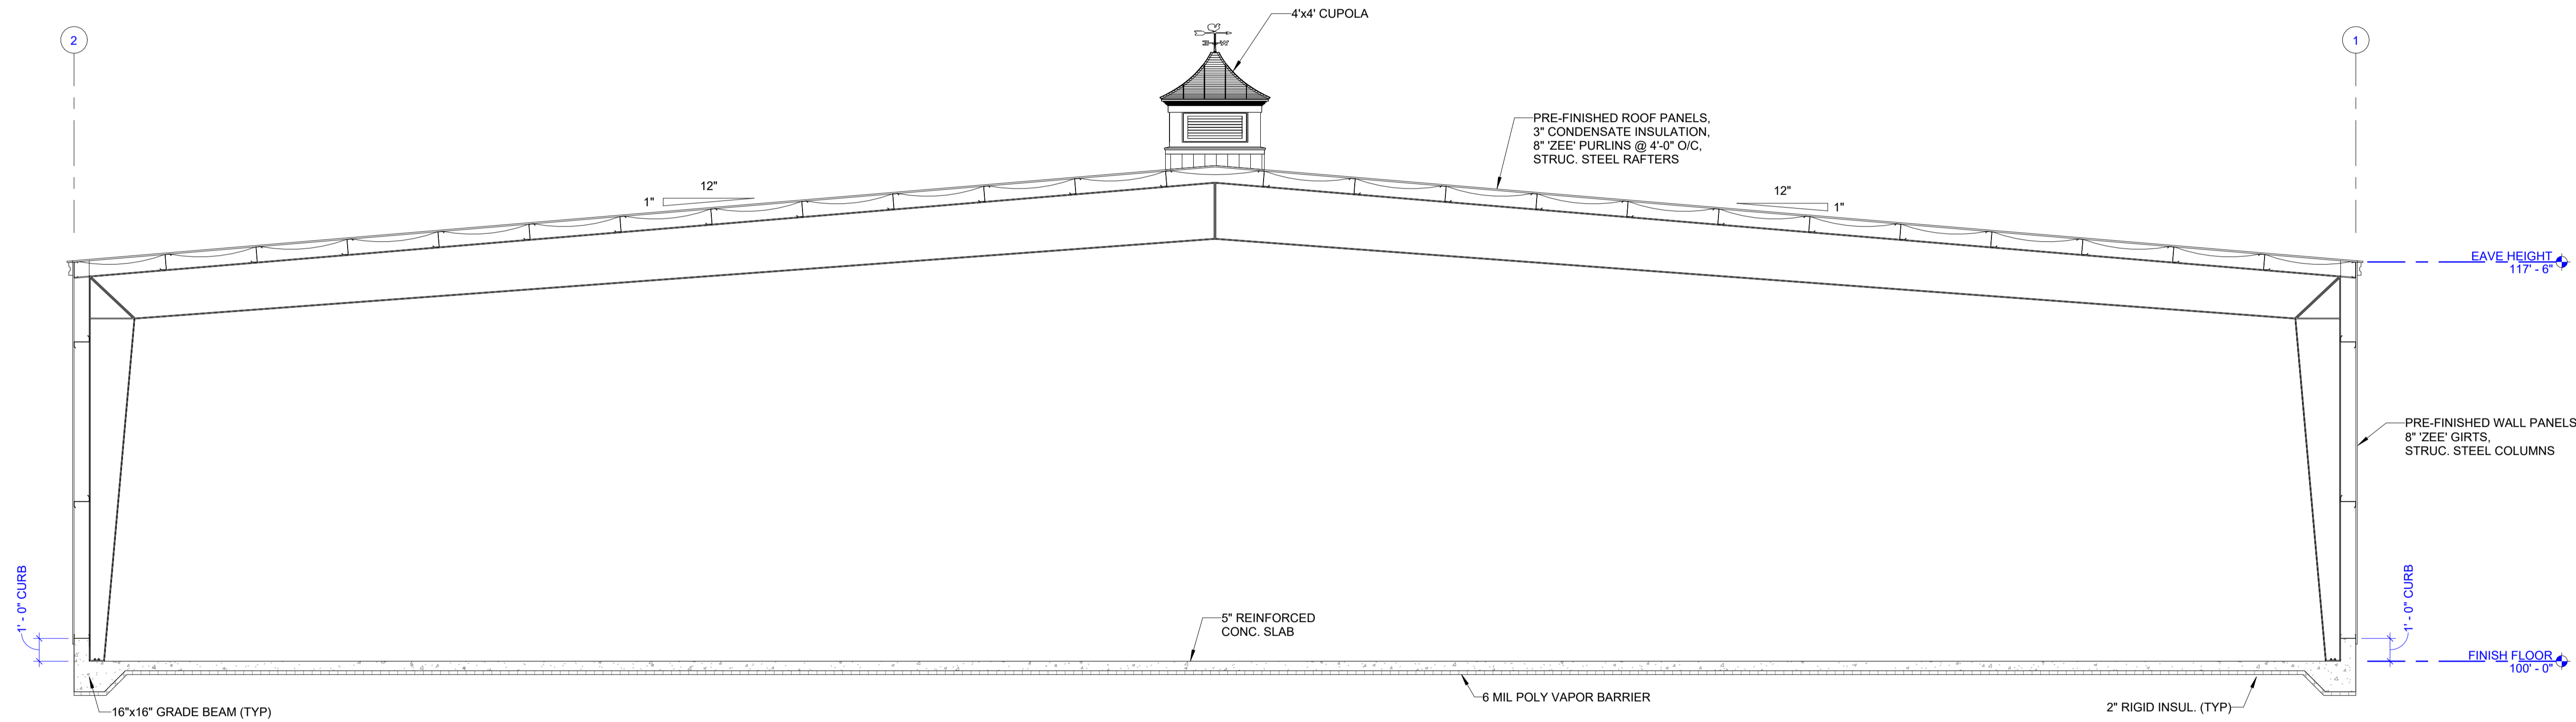 4'x4' CUPOLA
2
1
PRE-FINISHED ROOF PANELS,
3" CONDENSATE INSULATION,
8" 'ZEE' PURLINS @ 4'-0" O/C,
STRUC. STEEL RAFTERS
12"
1"
12"
1"
EAVE HEIGHT
117' - 6"
PRE-FINISHED WALL PANELS
8" 'ZEE' GIRTS,
STRUC. STEEL COLUMNS
1' - 0" CURB
5" REINFORCED
CONC. SLAB
1' - 0" CURB
FINISH FLOOR
100' - 0"
6 MIL POLY VAPOR BARRIER
2" RIGID INSUL. (TYP)
16"x16" GRADE BEAM (TYP)